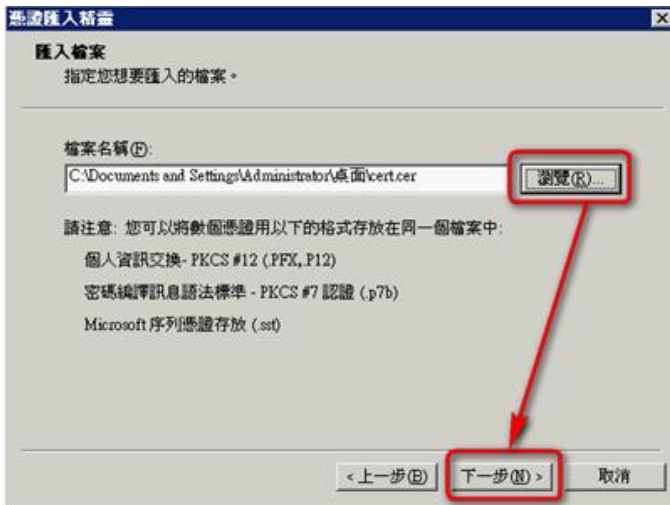 憑證匯入精靈
匯入檔案
指定您想要匯入的檔案。
檔案名稱(F):
C:\Documents and Settings\Administrator\桌面\cert.cer
瀏覽(R)...
請注意: 您可以將數個憑證用以下的格式存放在同一個檔案中:
個人資訊交換- PKCS #12 (.PFX,.P12)
密碼編譯訊息語法標準 - PKCS #7 認證 (.p7b)
Microsoft 序列憑證存放 (.sst)
<上一步(B)
下一步(N) >
取消